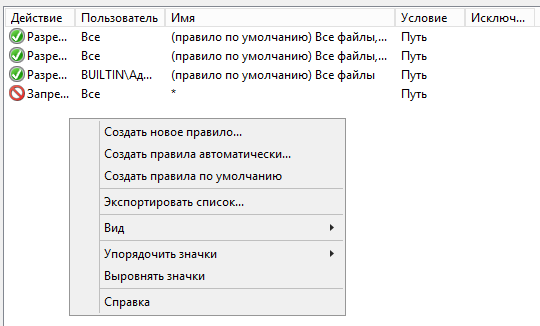 Действие Пользователь Имя Условие Исключ...
Разре... Все (правило по умолчанию) Все файлы,... Путь
Разре... Все (правило по умолчанию) Все файлы,... Путь
Разре... BUILTIN\Ад... (правило по умолчанию) Все файлы Путь
Запре... Все * Путь
Создать новое правило...
Создать правила автоматически...
Создать правила по умолчанию
Экспортировать список...
Вид
Упорядочить значки
Выровнять значки
Справка